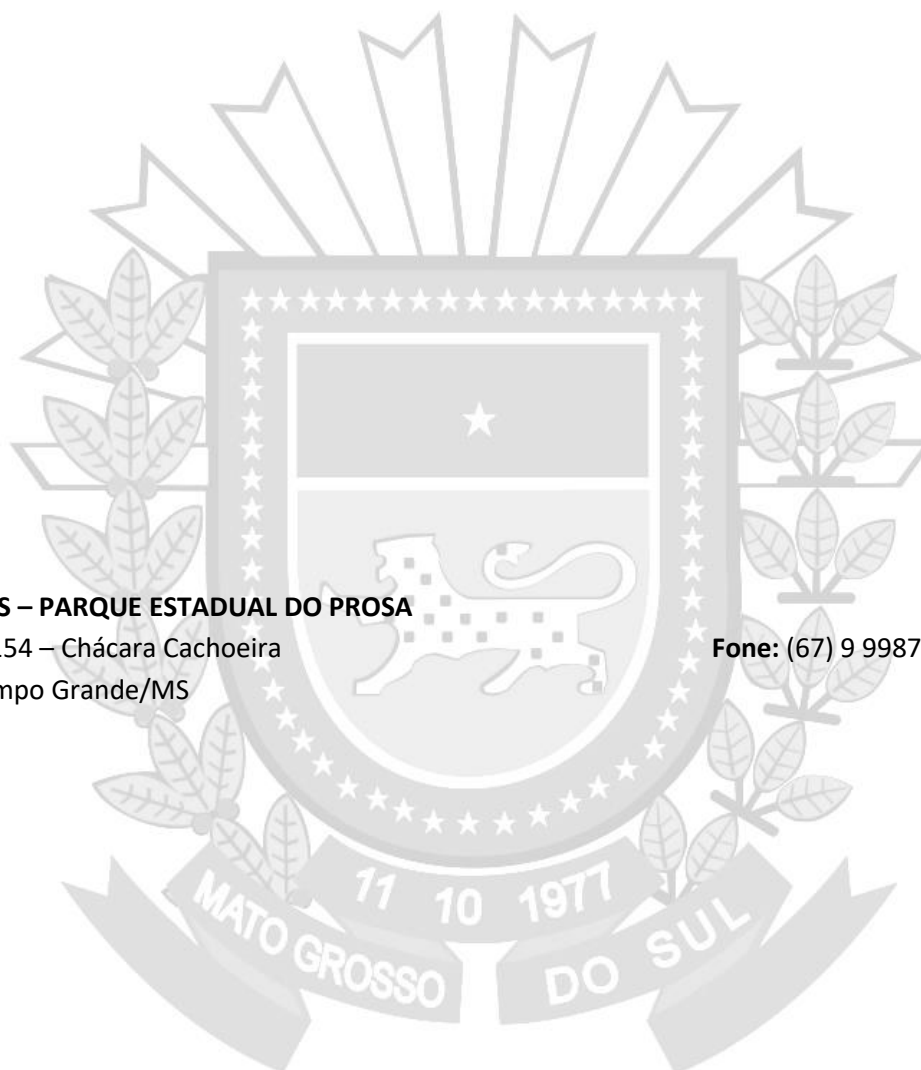 S – PARQUE ESTADUAL DO PROSA
154 – Chácara Cachoeira Fone: (67) 9 9987
mpo Grande/MS
11 10 1977
MATO GROSSO DO SUL